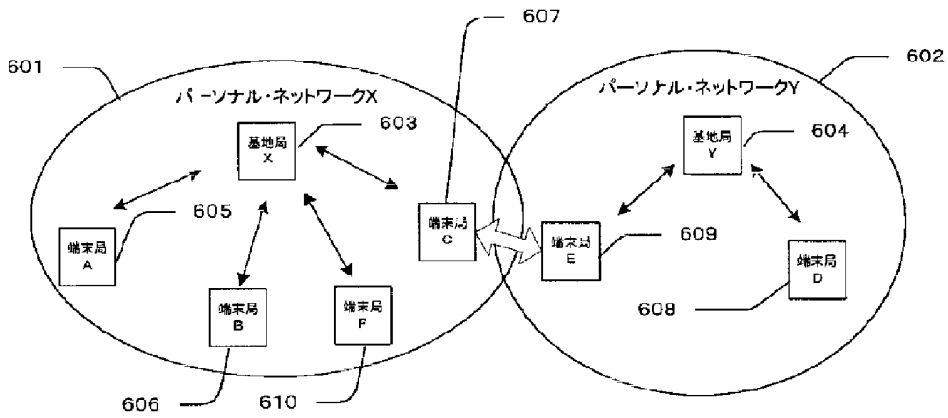 607
601
602
パーソナル・ネットワークX
パーソナル・ネットワークY
603
604
基地局
X
基地局
Y
605
端末局
A
端末局
C
端末局
E
609
端末局
D
端末局
B
端末局
F
608
606
610